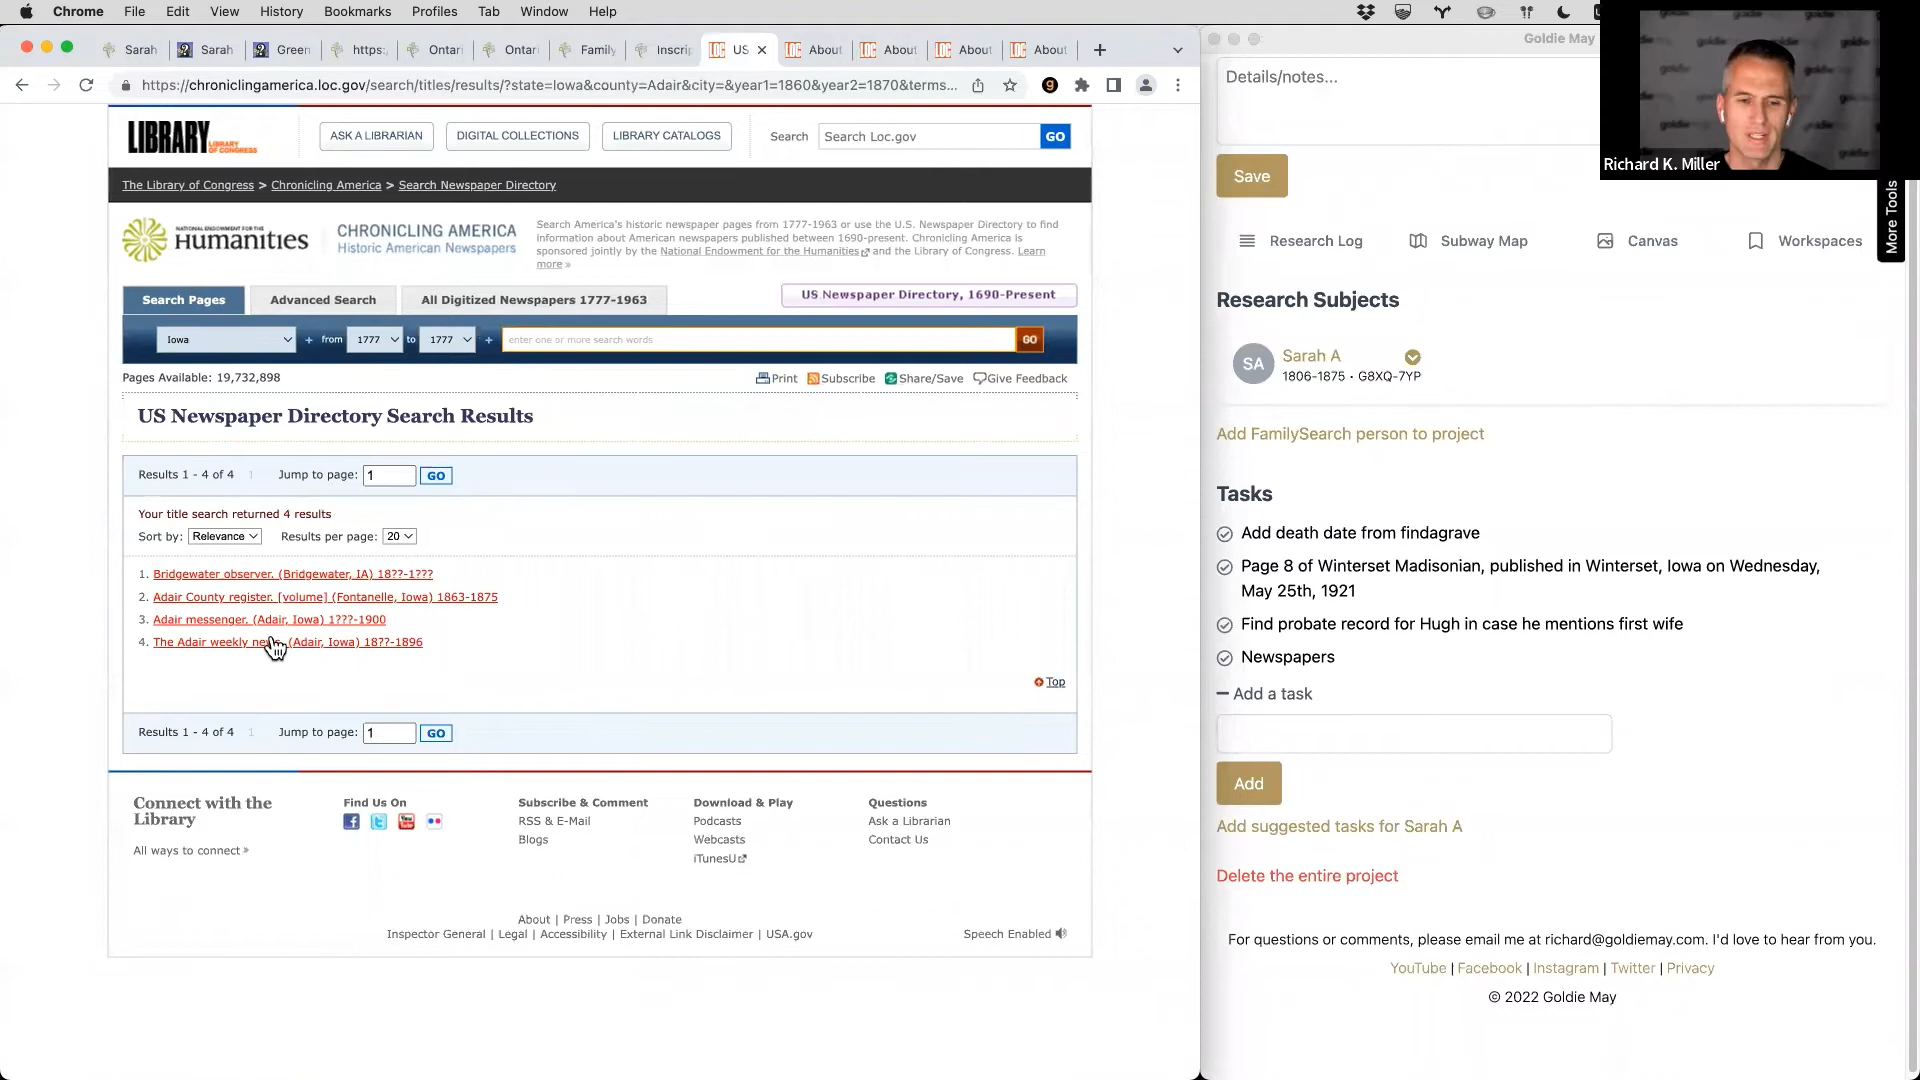 Chrome File Edit View History Bookmarks Profiles Tab Window Help
Sarah Sarah Green https: Ontari Ontari Family Inscrip US About About About About
https://chroniclingamerica.loc.gov/search/titles/results/?state=Iowa&county=Adair&city=&year1=1860&year2=1870&terms...
LIBRARY
LIBRARY OF CONGRESS
ASK A LIBRARIAN DIGITAL COLLECTIONS LIBRARY CATALOGS Search Search Loc.gov GO
The Library of Congress > Chronicling America > Search Newspaper Directory
NATIONAL ENDOWMENT FOR THE
Humanities
CHRONICLING AMERICA
Historic American Newspapers
Search America's historic newspaper pages from 1777-1963 or use the U.S. Newspaper Directory to find
information about American newspapers published between 1690-present. Chronicling America is
sponsored jointly by the National Endowment for the Humanities and the Library of Congress. Learn
more »
Search Pages Advanced Search All Digitized Newspapers 1777-1963 US Newspaper Directory, 1690-Present
Iowa + from 1777 to 1777 + enter one or more search words GO
Pages Available: 19,732,898 Print Subscribe Share/Save Give Feedback
US Newspaper Directory Search Results
Results 1 - 4 of 4 1 Jump to page: 1 GO
Your title search returned 4 results
Sort by: Relevance Results per page: 20
1. Bridgewater observer. (Bridgewater, IA) 18??-1???
2. Adair County register. [volume] (Fontanelle, Iowa) 1863-1875
3. Adair messenger. (Adair, Iowa) 1???-1900
4. The Adair weekly (Adair, Iowa) 18??-1896
Top
Results 1 - 4 of 4 1 Jump to page: 1 GO
Connect with the
Library
All ways to connect »
Find Us On
Subscribe & Comment
RSS & E-Mail
Blogs
Download & Play
Podcasts
Webcasts
iTunesU
Questions
Ask a Librarian
Contact Us
About | Press | Jobs | Donate
Inspector General | Legal | Accessibility | External Link Disclaimer | USA.gov
Speech Enabled
Goldie May
Details/notes...
Save
Richard K. Miller
More Tools
Research Log Subway Map Canvas Workspaces
Research Subjects
SA
Sarah A
1806-1875 • G8XQ-7YP
Add FamilySearch person to project
Tasks
Add death date from findagrave
Page 8 of Winterset Madisonian, published in Winterset, Iowa on Wednesday,
May 25th, 1921
Find probate record for Hugh in case he mentions first wife
Newspapers
Add a task
Add
Add suggested tasks for Sarah A
Delete the entire project
For questions or comments, please email me at richard@goldiemay.com. I'd love to hear from you.
YouTube | Facebook | Instagram | Twitter | Privacy
© 2022 Goldie May